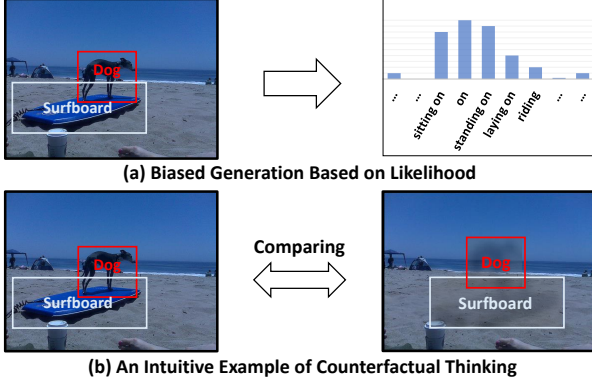 Dog
Surfboard
...
...
sitting on
on
standing on
laying on
riding
...
...
(a) Biased Generation Based on Likelihood
Dog
Surfboard
Comparing
Dog
Surfboard
(b) An Intuitive Example of Counterfactual Thinking